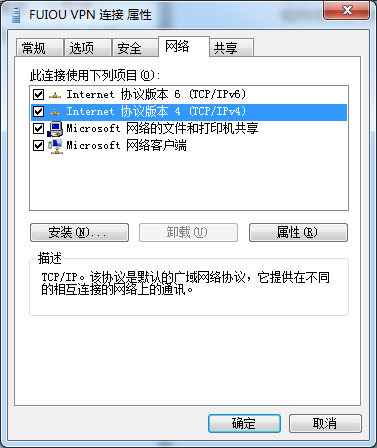 FUIOU VPN 连接 属性
常规 选项 安全 网络 共享
此连接使用下列项目(O):
Internet 协议版本 6 (TCP/IPv6)
Internet 协议版本 4 (TCP/IPv4)
Microsoft 网络的文件和打印机共享
Microsoft 网络客户端
安装(N)... 卸载(U) 属性(R)
描述
TCP/IP。该协议是默认的广域网络协议，它提供在不同
的相互连接的网络上的通讯。
确定 取消